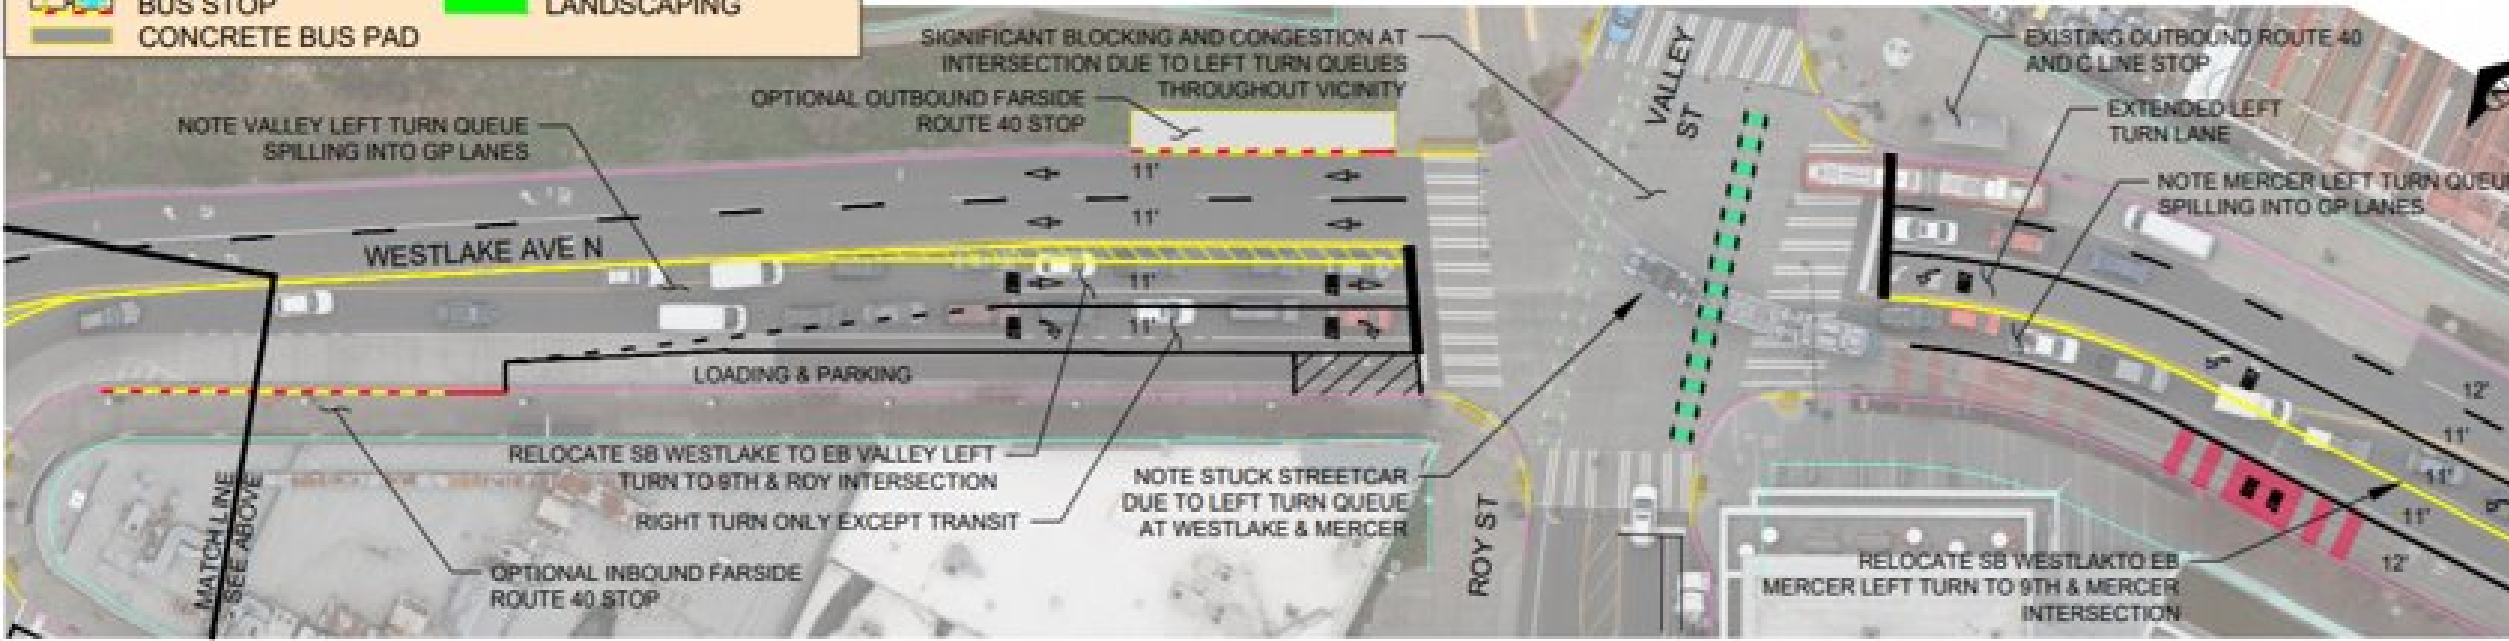 BUS STOP
LANDSCAPING
CONCRETE BUS PAD
SIGNIFICANT BLOCKING AND CONGESTION AT
INTERSECTION DUE TO LEFT TURN QUEUES
THROUGHOUT VICINITY
OPTIONAL OUTBOUND FARSIDE
ROUTE 40 STOP
NOTE VALLEY LEFT TURN QUEUE
SPILLING INTO GP LANES
VALLEY
ST
EXISTING OUTBOUND ROUTE 40
AND C LINE STOP
EXTENDED LEFT
TURN LANE
NOTE MERCER LEFT TURN QUEU
SPILLING INTO GP LANES
WESTLAKE AVE N
11'
11'
11'
11'
LOADING & PARKING
RELOCATE SB WESTLAKE TO EB VALLEY LEFT
TURN TO 9TH & ROY INTERSECTION
RIGHT TURN ONLY EXCEPT TRANSIT
NOTE STUCK STREETCAR
DUE TO LEFT TURN QUEUE
AT WESTLAKE & MERCER
OPTIONAL INBOUND FARSIDE
ROUTE 40 STOP
MATCH LINE
- SEE ABOVE
ROY ST
12'
11'
11'
11'
12'
RELOCATE SB WESTLAKTO EB
MERCER LEFT TURN TO 9TH & MERCER
INTERSECTION